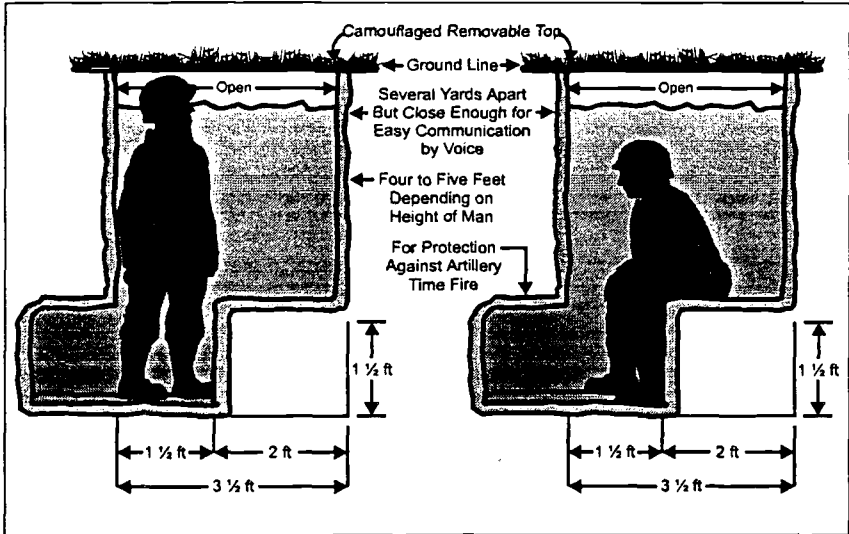 Camouflaged Removable Top
Ground Line
Open
Open
Several Yards Apart
But Close Enough for
Easy Communication
by Voice
Four to Five Feet
Depending on
Height of Man
For Protection
Against Artillery
Time Fire
1 ½ ft
1 ½ ft
1 ½ ft
2 ft
1 ½ ft
2 ft
3 ½ ft
3 ½ ft